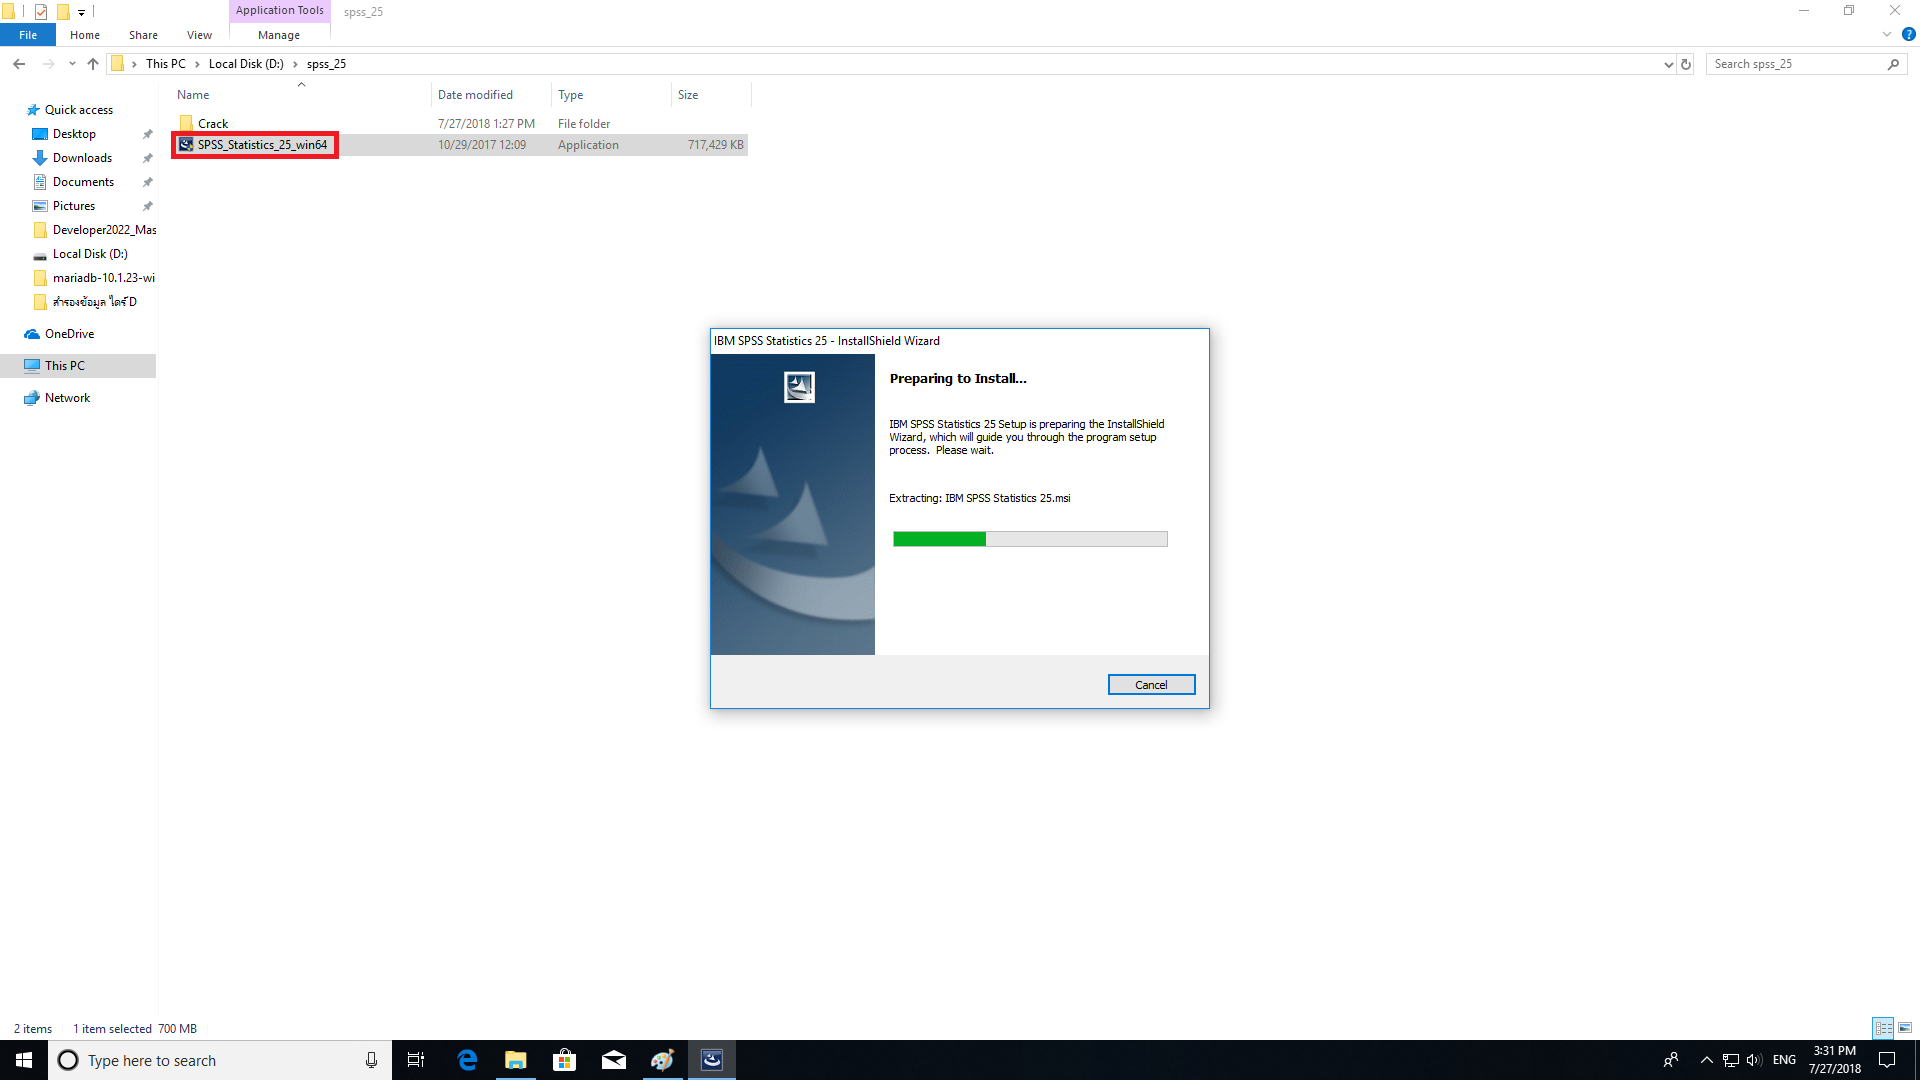 Application Tools
spss_25
File
Home
Share
View
Manage
This PC
Local Disk (D:)
spss_25
Search spss_25
Name
Date modified
Type
Size
Quick access
Desktop
Downloads
Documents
Pictures
Developer2022_Mas
Local Disk (D:)
mariadb-10.1.23-wi
สำรองข้อมูล ไดร์ D
OneDrive
This PC
Network
Crack
7/27/2018 1:27 PM
File folder
SPSS_Statistics_25_win64
10/29/2017 12:09
Application
717,429 KB
IBM SPSS Statistics 25 - InstallShield Wizard
Preparing to Install...
IBM SPSS Statistics 25 Setup is preparing the InstallShield
Wizard, which will guide you through the program setup
process. Please wait.
Extracting: IBM SPSS Statistics 25.msi
Cancel
2 items
1 item selected 700 MB
Type here to search
ENG
3:31 PM
7/27/2018